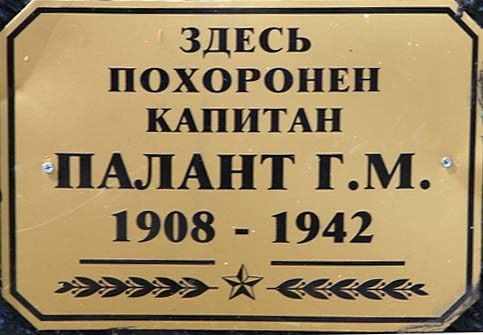 ЗДЕСЬ
ПОХОРОНЕН
КАПИТАН
ПАЛАНТ Г.М.
1908 - 1942